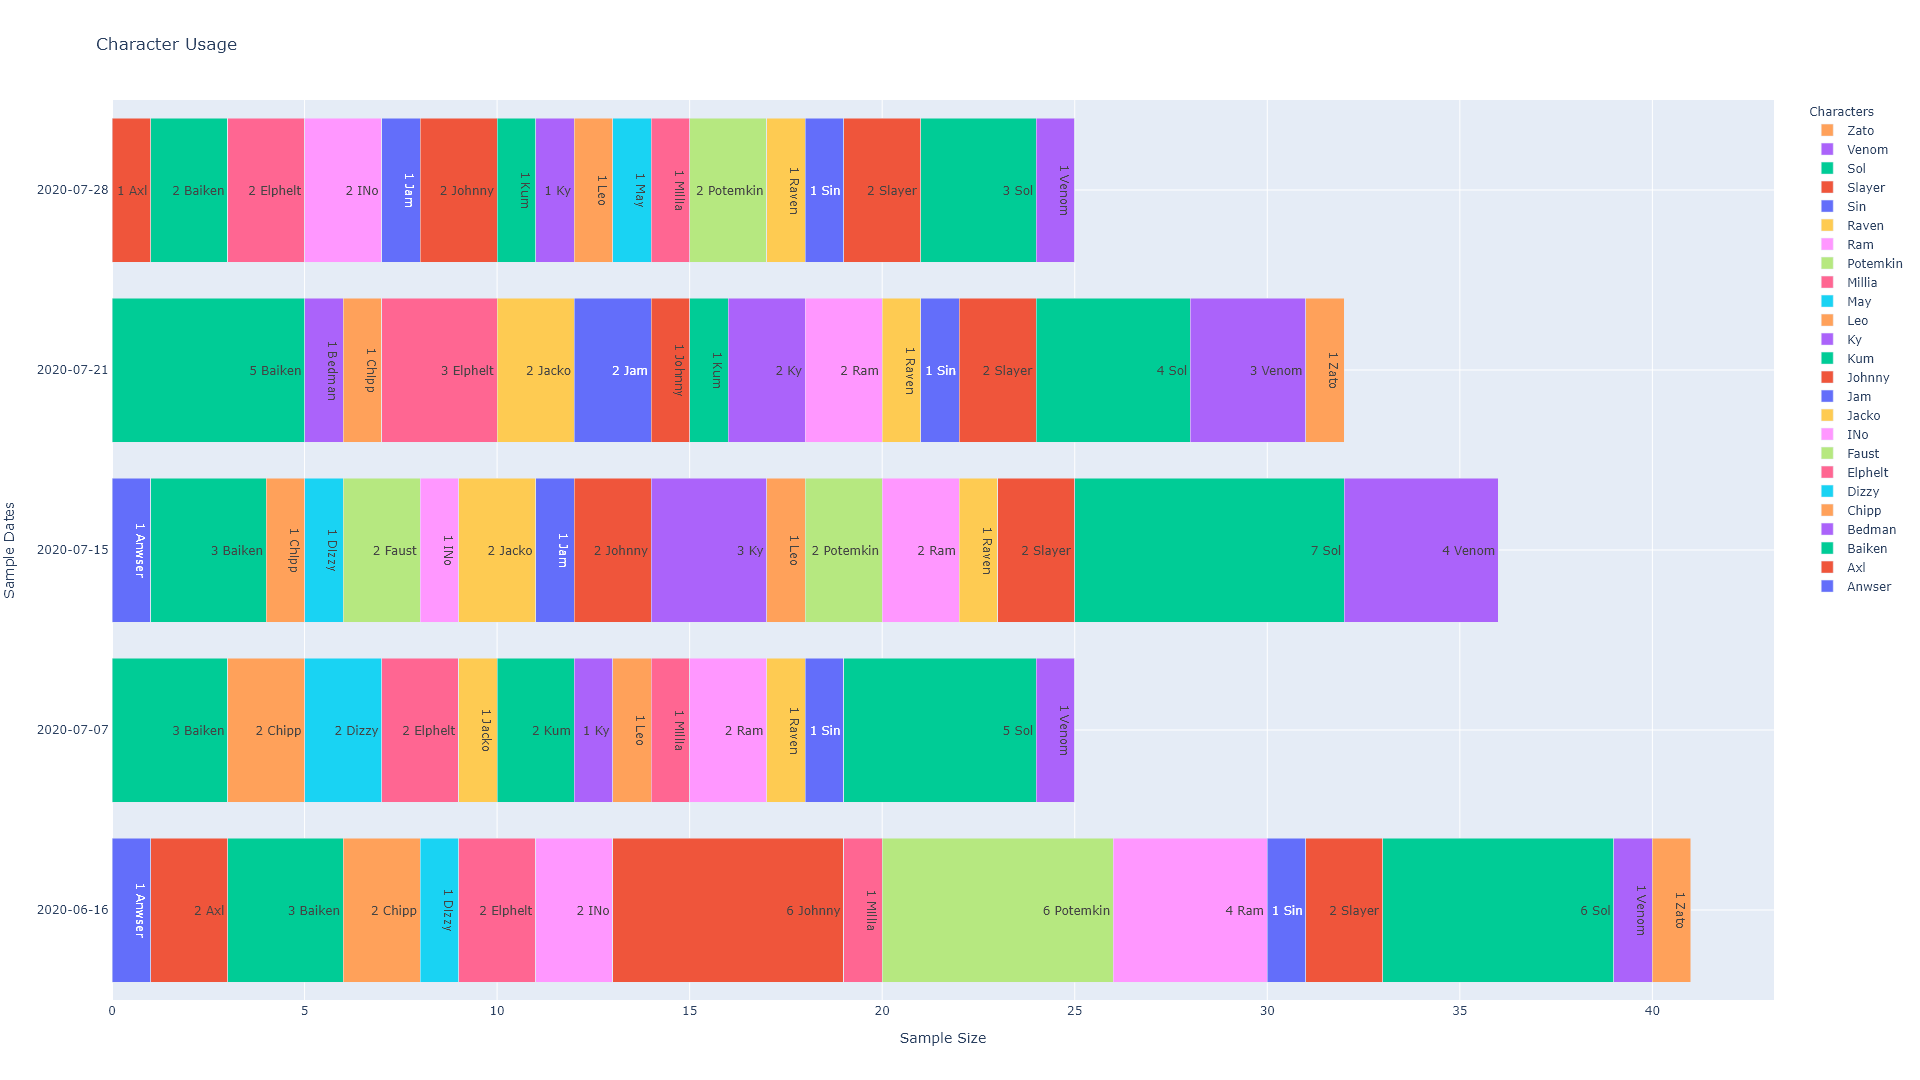 Character Usage
2020-07-28
1 Axl
2 Baiken
2 Elphelt
2 INo
1 Jam
2 Johnny
1 Kum
1 Ky
1 Leo
1 May
1 Millia
2 Potemkin
1 Raven
1 Sin
2 Slayer
3 Sol
1 Venom
2020-07-21
5 Baiken
1 Bedman
1 Chipp
3 Elphelt
2 Jacko
2 Jam
1 Johnny
1 Kum
2 Ky
2 Ram
1 Raven
1 Sin
2 Slayer
4 Sol
3 Venom
1 Zato
2020-07-15
1 Anwser
3 Baiken
1 Chipp
1 Dizzy
2 Faust
1 INo
2 Jacko
1 Jam
2 Johnny
3 Ky
1 Leo
2 Potemkin
2 Ram
1 Raven
2 Slayer
7 Sol
4 Venom
2020-07-07
3 Baiken
2 Chipp
2 Dizzy
2 Elphelt
1 Jacko
2 Kum
1 Ky
1 Leo
1 Millia
2 Ram
1 Raven
1 Sin
5 Sol
1 Venom
2020-06-16
1 Anwser
2 Axl
3 Baiken
2 Chipp
1 Dizzy
2 Elphelt
2 INo
6 Johnny
1 Millia
6 Potemkin
4 Ram
1 Sin
2 Slayer
6 Sol
1 Venom
1 Zato
Sample Dates
0
5
10
15
20
25
30
35
40
Sample Size
Characters
Zato
Venom
Sol
Slayer
Sin
Raven
Ram
Potemkin
Millia
May
Leo
Ky
Kum
Johnny
Jam
Jacko
INo
Faust
Elphelt
Dizzy
Chipp
Bedman
Baiken
Axl
Anwser